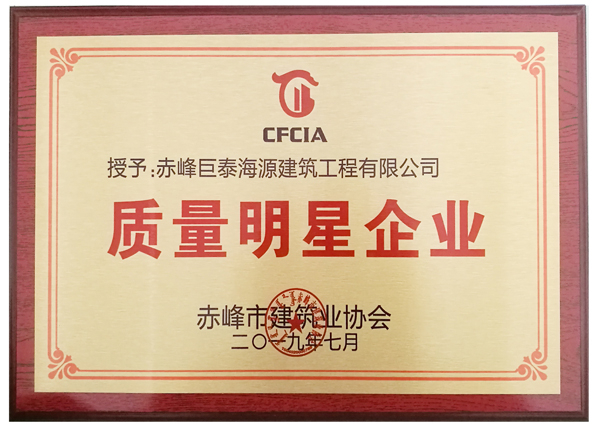 CFCIA
授予:赤峰巨泰海源建筑工程有限公司
质量明星企业
赤峰市建筑业协会
二〇一九年七月